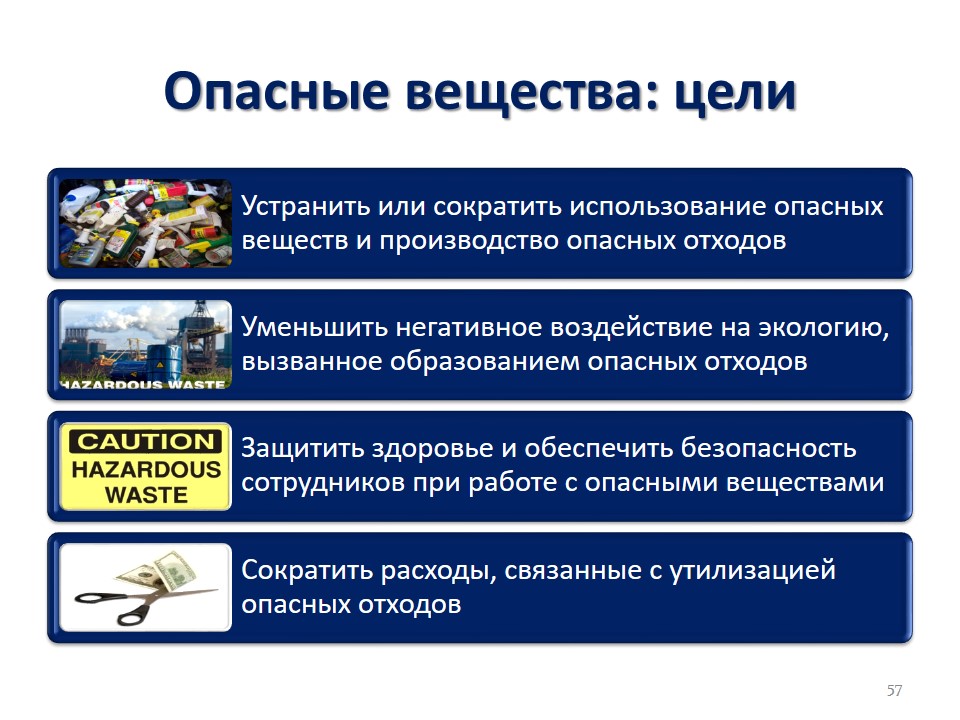 Опасные вещества: цели
Устранить или сократить использование опасных
веществ и производство опасных отходов
HAZARDOUS WASTE
Уменьшить негативное воздействие на экологию,
вызванное образованием опасных отходов
CAUTION
HAZARDOUS
WASTE
Защитить здоровье и обеспечить безопасность
сотрудников при работе с опасными веществами
Сократить расходы, связанные с утилизацией
опасных отходов
57